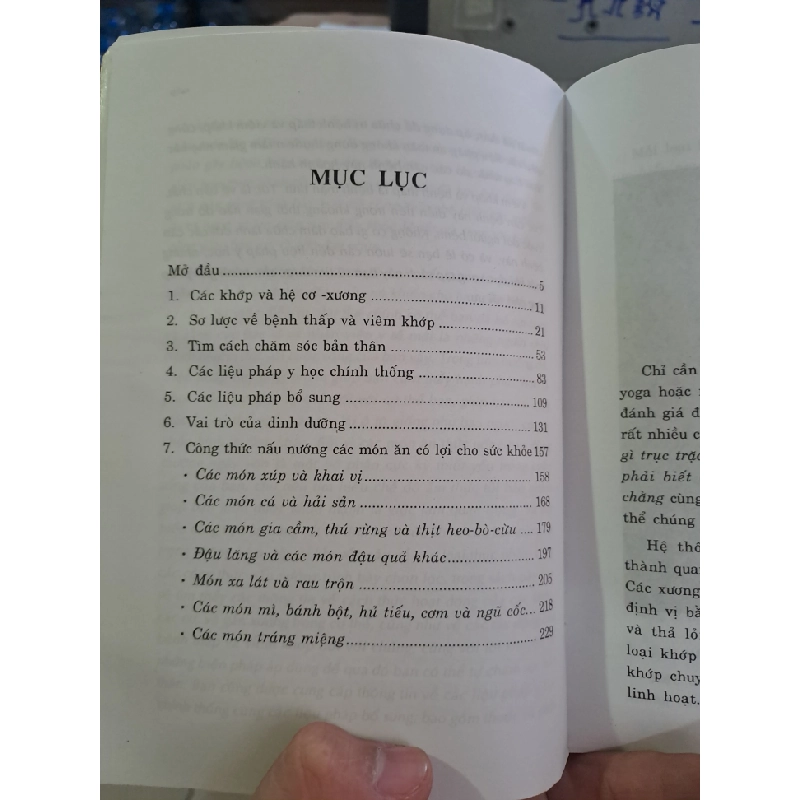 MỤC LỤC
Mở đầu..........5
1. Các khớp và hệ cơ -xương..........11
2. Sơ lược về bệnh thấp và viêm khớp..........21
3. Tìm cách chăm sóc bản thân..........53
4. Các liệu pháp y học chính thống..........83
5. Các liệu pháp bổ sung..........109
6. Vai trò của dinh dưỡng..........131
7. Công thức nấu nướng các món ăn có lợi cho sức khỏe 157
• Các món xúp và khai vị..........158
• Các món cá và hải sản..........168
• Các món gia cầm, thú rừng và thịt heo-bò-cừu ....179
• Đậu lăng và các món đậu quả khác..........197
• Món xa lát và rau trộn..........205
• Các món mì, bánh bột, hủ tiếu, cơm và ngũ cốc...218
• Các món tráng miệng..........229
Chỉ cần
yoga hoặc
đánh giá đ
rất nhiều c
gì trục trặ
phải biết
chẳng cũng
thể chúng
Hệ thố
thành qua
Các xương
định vị bằ
và thả lỏ
loại khớp
khớp chuy
linh hoạt.